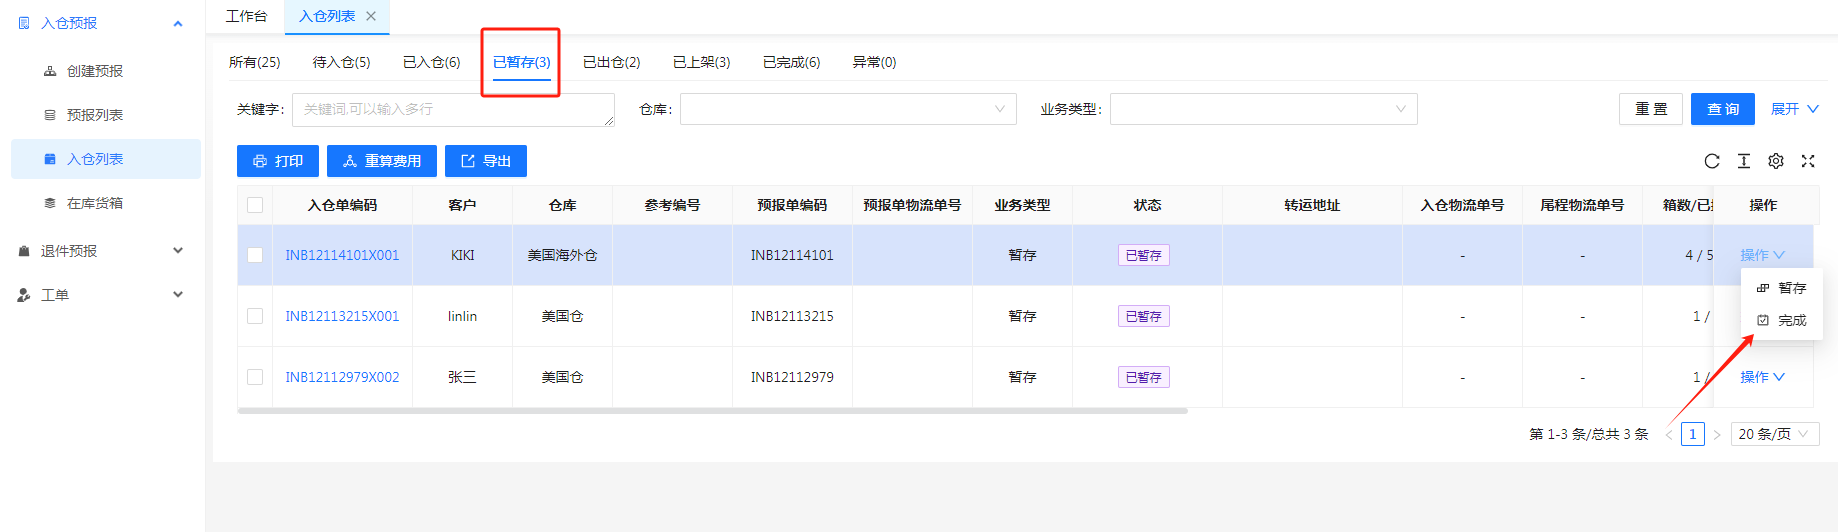 入仓预报
创建预报
预报列表
入仓列表
在库货箱
退件预报
工单
工作台
入仓列表
所有(25) 待入仓(5) 已入仓(6) 已暂存(3) 已出仓(2) 已上架(3) 已完成(6) 异常(0)
关键字: 关键词,可以输入多行 仓库: 业务类型: 重 置 查 询 展开
打印 重算费用 导出
入仓单编码 客户 仓库 参考编号 预报单编码 预报单物流单号 业务类型 状态 转运地址 入仓物流单号 尾程物流单号 箱数/已 操作
INB12114101X001 KIKI 美国海外仓 INB12114101 暂存 已暂存 - - 4 / 5 操作
暂存
完成
INB12113215X001 linlin 美国仓 INB12113215 暂存 已暂存 - - 1 /
INB12112979X002 张三 美国仓 INB12112979 暂存 已暂存 - - 1 / 操作
第 1-3 条/总共 3 条 < 1 > 20 条/页